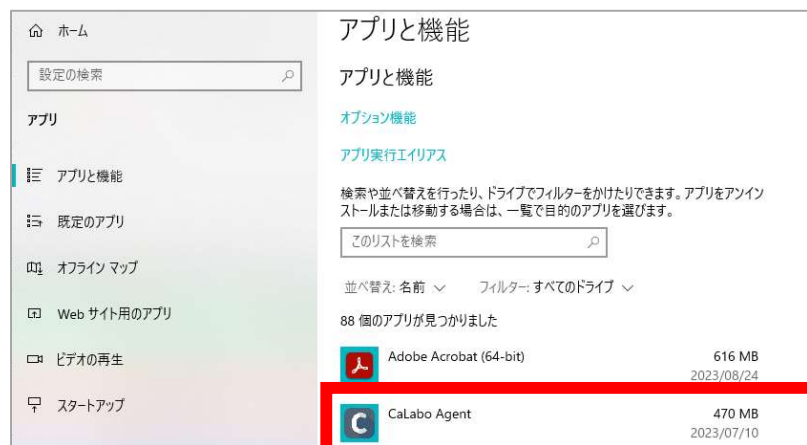 ホーム
設定の検索
アプリ
アプリと機能
既定のアプリ
オフライン マップ
Web サイト用のアプリ
ビデオの再生
スタートアップ
アプリと機能
アプリと機能
オプション機能
アプリ実行エイリアス
検索や並べ替えを行ったり、ドライブでフィルターをかけたりできます。アプリをアンイン
ストールまたは移動する場合は、一覧で目的のアプリを選びます。
このリストを検索
並べ替え: 名前 フィルター: すべてのドライブ
88 個のアプリが見つかりました
Adobe Acrobat (64-bit) 616 MB
2023/08/24
C CaLabo Agent 470 MB
2023/07/10